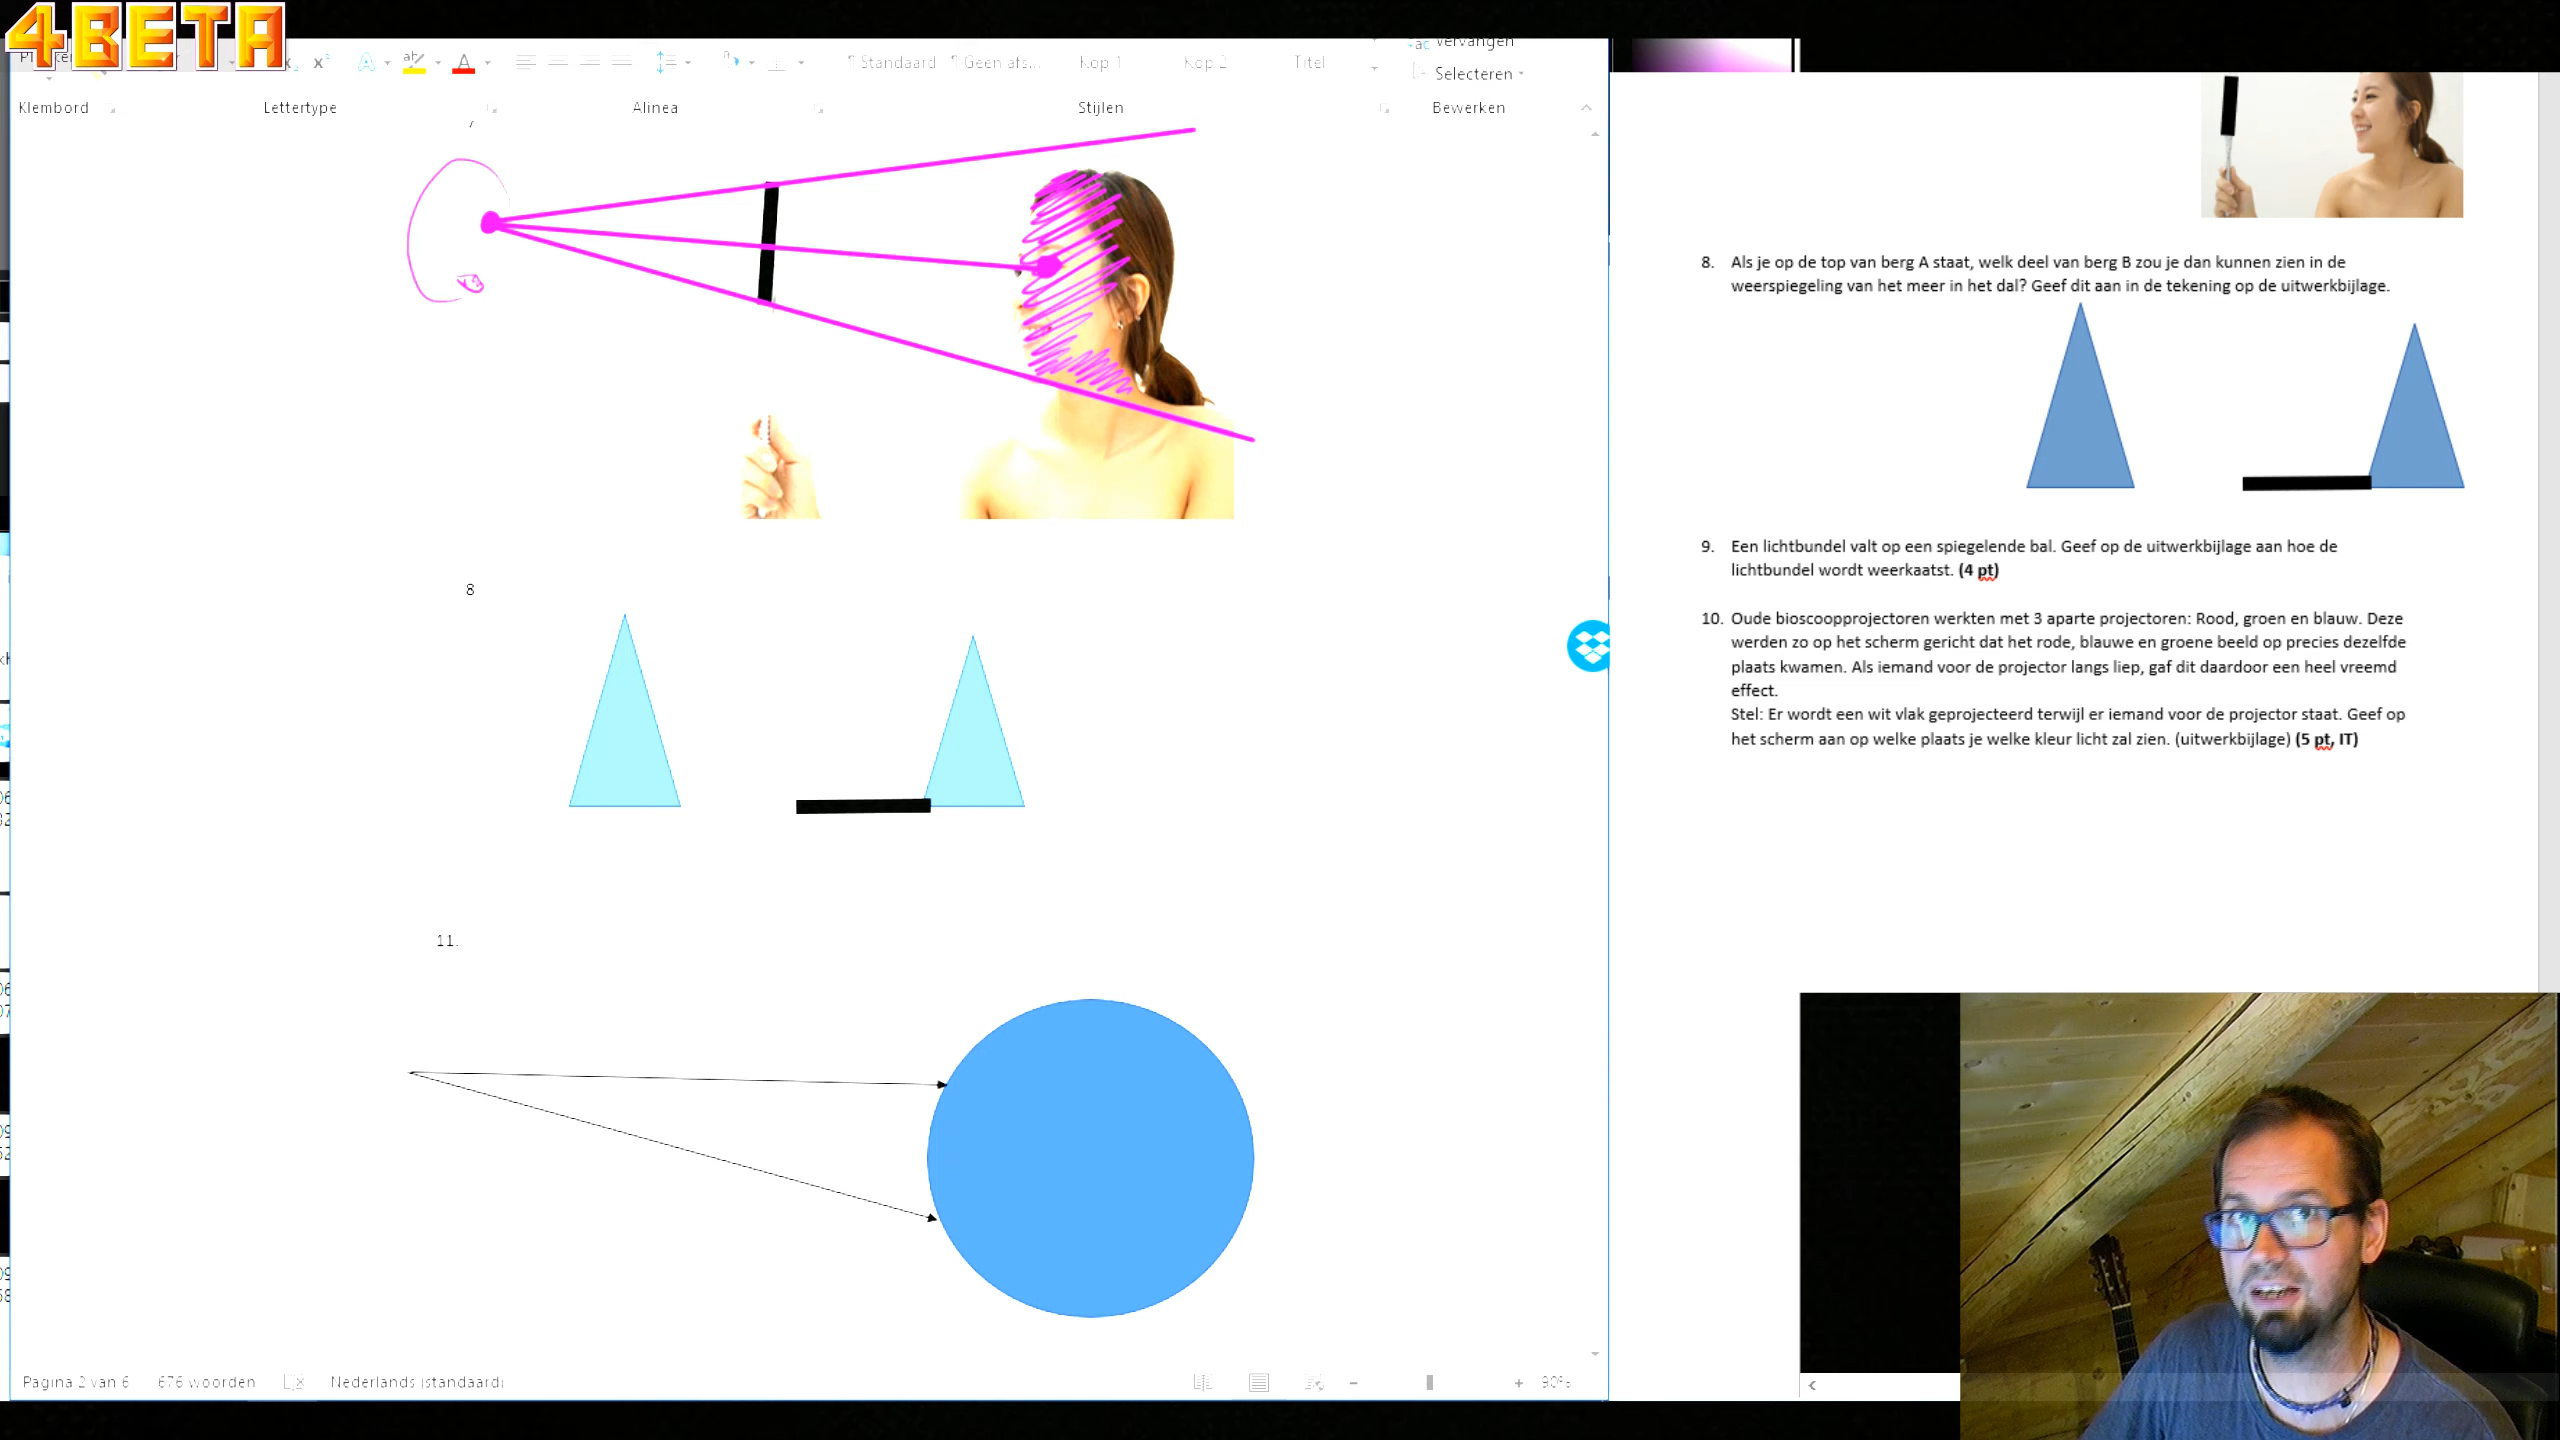 4BETA
Vervangen
Standaard
Geen afs...
Kop 1
Kop 2
Titel
Selecteren
Klembord
Lettertype
Alinea
Stijlen
Bewerken
7
8
11.
Pagina 2 van 6
676 woorden
Nederlands (standaard)
90%
8. Als je op de top van berg A staat, welk deel van berg B zou je dan kunnen zien in de
weerspiegeling van het meer in het dal? Geef dit aan in de tekening op de uitwerkbijlage.
9. Een lichtbundel valt op een spiegelende bal. Geef op de uitwerkbijlage aan hoe de
lichtbundel wordt weerkaatst. (4 pt)
10. Oude bioscoopprojectoren werkten met 3 aparte projectoren: Rood, groen en blauw. Deze
werden zo op het scherm gericht dat het rode, blauwe en groene beeld op precies dezelfde
plaats kwamen. Als iemand voor de projector langs liep, gaf dit daardoor een heel vreemd
effect.
Stel: Er wordt een wit vlak geprojecteerd terwijl er iemand voor de projector staat. Geef op
het scherm aan op welke plaats je welke kleur licht zal zien. (uitwerkbijlage) (5 pt, IT)